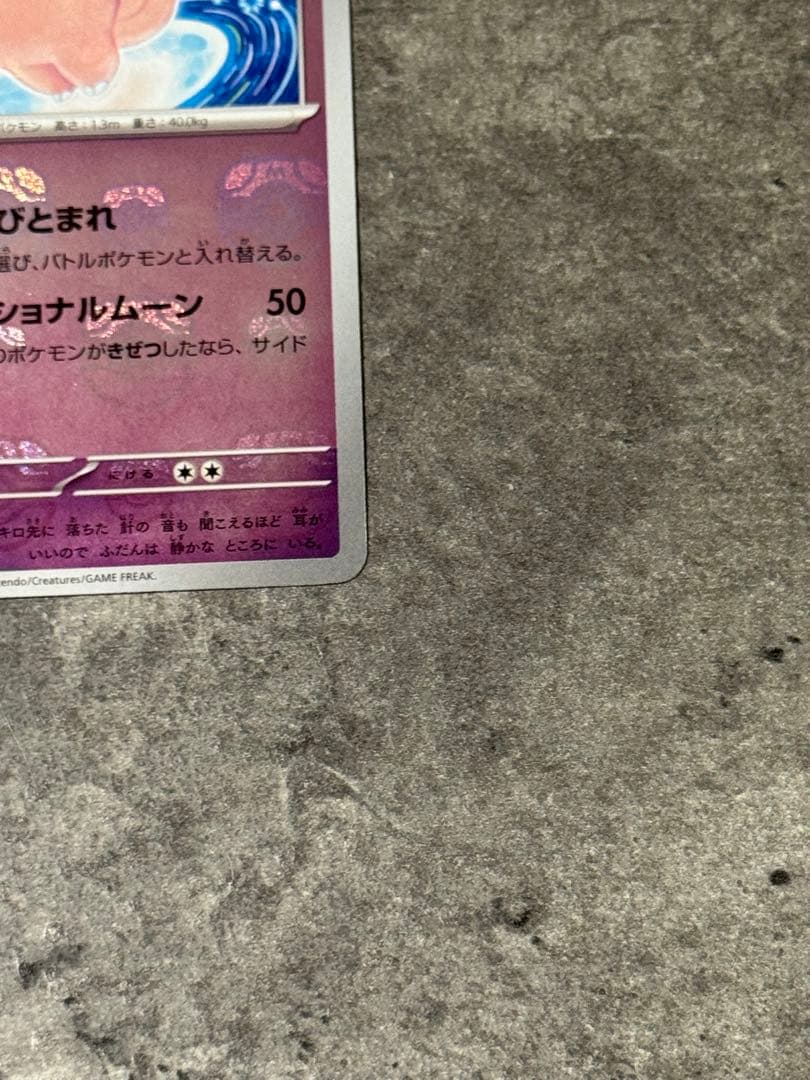 ポケモン 高さ：1.3m 重さ：40.0kg
びとまれ
選び、バトルポケモンと入れ替える。
ショナルムーン 50
のポケモンがきぜつしたなら、サイド
にげる
キロ先に 落ちた 針の 音も 聞こえるほど 耳が
いいので ふだんは 静かな ところに いる。
endo/Creatures/GAME FREAK.